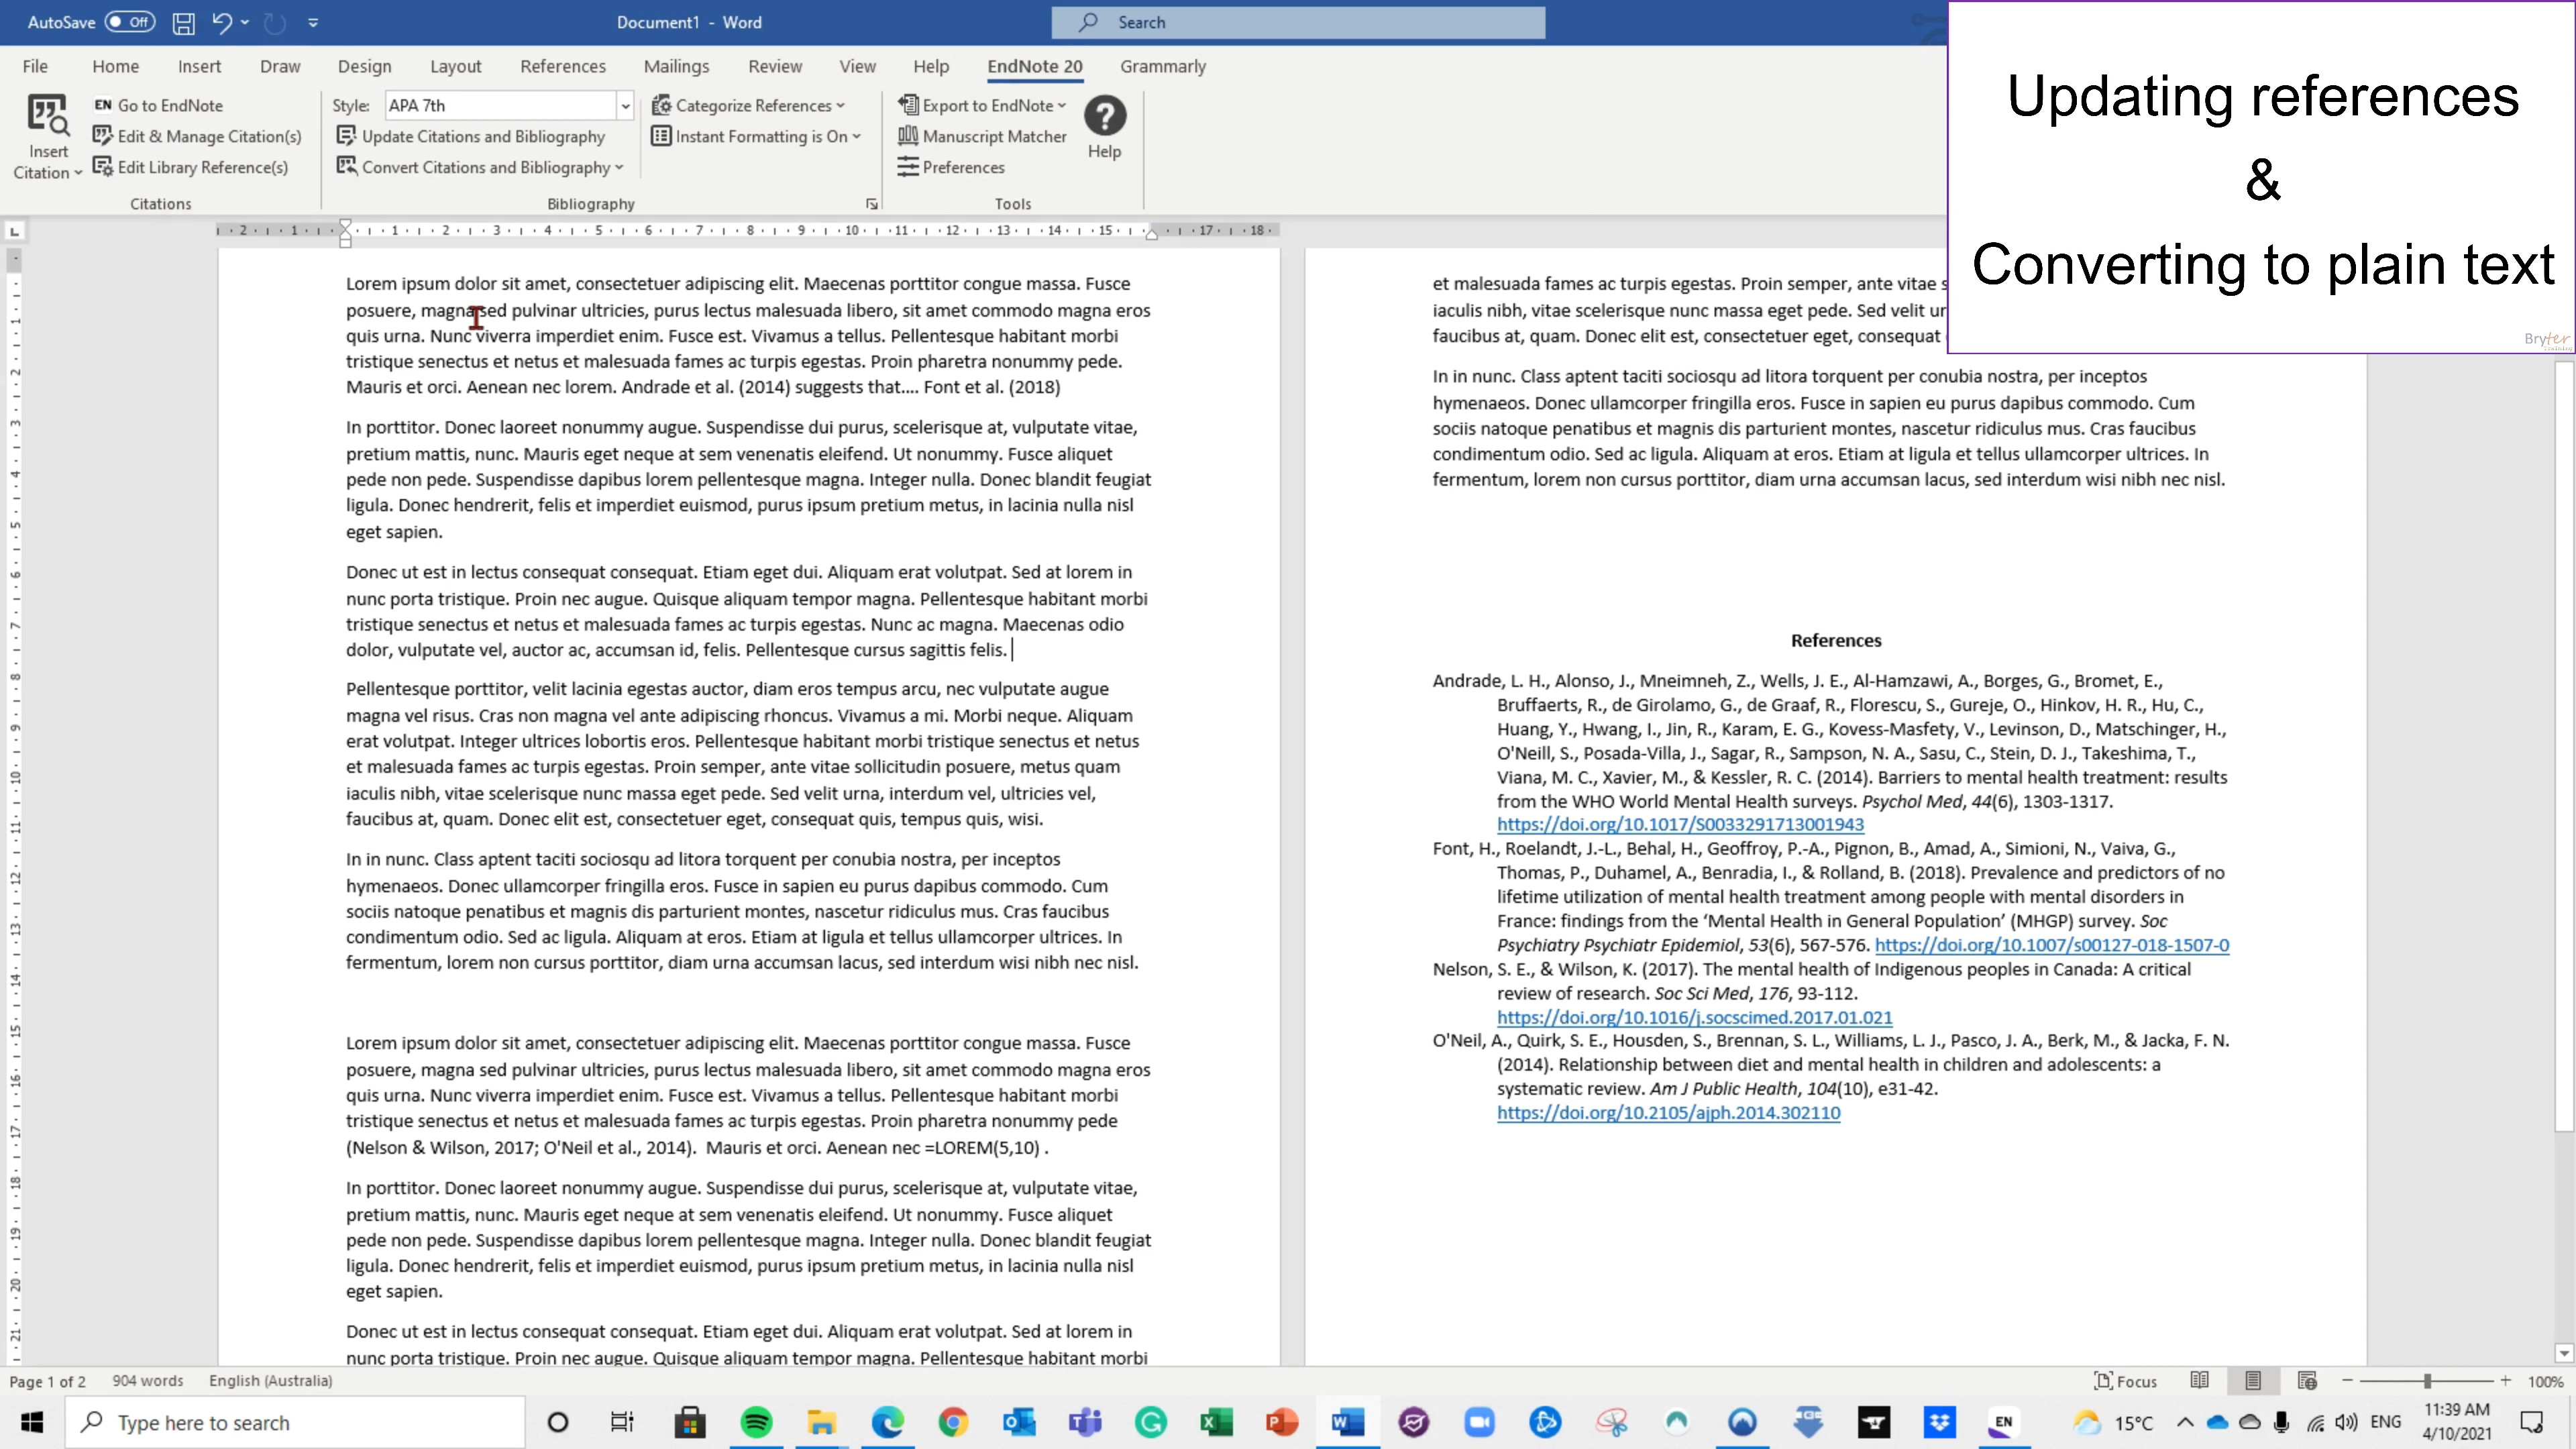 AutoSave Off
Document1 - Word
Search
File Home Insert Draw Design Layout References Mailings Review View Help EndNote 20 Grammarly
Insert Citation
EN Go to EndNote
Edit & Manage Citation(s)
Edit Library Reference(s)
Citations
Style: APA 7th
Update Citations and Bibliography
Convert Citations and Bibliography
Categorize References
Instant Formatting is On
Bibliography
Export to EndNote
Manuscript Matcher
Preferences
Help
Tools
Updating references
&
Converting to plain text
Bryter
L
2 1 1 2 3 4 5 6 7 8 9 10 11 12 13 14 15 17 18
Lorem ipsum dolor sit amet, consectetuer adipiscing elit. Maecenas porttitor congue massa. Fusce
posuere, magna sed pulvinar ultricies, purus lectus malesuada libero, sit amet commodo magna eros
quis urna. Nunc viverra imperdiet enim. Fusce est. Vivamus a tellus. Pellentesque habitant morbi
tristique senectus et netus et malesuada fames ac turpis egestas. Proin pharetra nonummy pede.
Mauris et orci. Aenean nec lorem. Andrade et al. (2014) suggests that.... Font et al. (2018)
In porttitor. Donec laoreet nonummy augue. Suspendisse dui purus, scelerisque at, vulputate vitae,
pretium mattis, nunc. Mauris eget neque at sem venenatis eleifend. Ut nonummy. Fusce aliquet
pede non pede. Suspendisse dapibus lorem pellentesque magna. Integer nulla. Donec blandit feugiat
ligula. Donec hendrerit, felis et imperdiet euismod, purus ipsum pretium metus, in lacinia nulla nisl
eget sapien.
Donec ut est in lectus consequat consequat. Etiam eget dui. Aliquam erat volutpat. Sed at lorem in
nunc porta tristique. Proin nec augue. Quisque aliquam tempor magna. Pellentesque habitant morbi
tristique senectus et netus et malesuada fames ac turpis egestas. Nunc ac magna. Maecenas odio
dolor, vulputate vel, auctor ac, accumsan id, felis. Pellentesque cursus sagittis felis.
Pellentesque porttitor, velit lacinia egestas auctor, diam eros tempus arcu, nec vulputate augue
magna vel risus. Cras non magna vel ante adipiscing rhoncus. Vivamus a mi. Morbi neque. Aliquam
erat volutpat. Integer ultrices lobortis eros. Pellentesque habitant morbi tristique senectus et netus
et malesuada fames ac turpis egestas. Proin semper, ante vitae sollicitudin posuere, metus quam
iaculis nibh, vitae scelerisque nunc massa eget pede. Sed velit urna, interdum vel, ultricies vel,
faucibus at, quam. Donec elit est, consectetuer eget, consequat quis, tempus quis, wisi.
In in nunc. Class aptent taciti sociosqu ad litora torquent per conubia nostra, per inceptos
hymenaeos. Donec ullamcorper fringilla eros. Fusce in sapien eu purus dapibus commodo. Cum
sociis natoque penatibus et magnis dis parturient montes, nascetur ridiculus mus. Cras faucibus
condimentum odio. Sed ac ligula. Aliquam at eros. Etiam at ligula et tellus ullamcorper ultrices. In
fermentum, lorem non cursus porttitor, diam urna accumsan lacus, sed interdum wisi nibh nec nisl.
Lorem ipsum dolor sit amet, consectetuer adipiscing elit. Maecenas porttitor congue massa. Fusce
posuere, magna sed pulvinar ultricies, purus lectus malesuada libero, sit amet commodo magna eros
quis urna. Nunc viverra imperdiet enim. Fusce est. Vivamus a tellus. Pellentesque habitant morbi
tristique senectus et netus et malesuada fames ac turpis egestas. Proin pharetra nonummy pede
(Nelson & Wilson, 2017; O'Neil et al., 2014). Mauris et orci. Aenean nec =LOREM(5,10) .
In porttitor. Donec laoreet nonummy augue. Suspendisse dui purus, scelerisque at, vulputate vitae,
pretium mattis, nunc. Mauris eget neque at sem venenatis eleifend. Ut nonummy. Fusce aliquet
pede non pede. Suspendisse dapibus lorem pellentesque magna. Integer nulla. Donec blandit feugiat
ligula. Donec hendrerit, felis et imperdiet euismod, purus ipsum pretium metus, in lacinia nulla nisl
eget sapien.
Donec ut est in lectus consequat consequat. Etiam eget dui. Aliquam erat volutpat. Sed at lorem in
nunc porta tristique. Proin nec augue. Quisque aliquam tempor magna. Pellentesque habitant morbi
et malesuada fames ac turpis egestas. Proin semper, ante vitae s
iaculis nibh, vitae scelerisque nunc massa eget pede. Sed velit ur
faucibus at, quam. Donec elit est, consectetuer eget, consequat
In in nunc. Class aptent taciti sociosqu ad litora torquent per conubia nostra, per inceptos
hymenaeos. Donec ullamcorper fringilla eros. Fusce in sapien eu purus dapibus commodo. Cum
sociis natoque penatibus et magnis dis parturient montes, nascetur ridiculus mus. Cras faucibus
condimentum odio. Sed ac ligula. Aliquam at eros. Etiam at ligula et tellus ullamcorper ultrices. In
fermentum, lorem non cursus porttitor, diam urna accumsan lacus, sed interdum wisi nibh nec nisl.
References
Andrade, L. H., Alonso, J., Mneimneh, Z., Wells, J. E., Al-Hamzawi, A., Borges, G., Bromet, E.,
Bruffaerts, R., de Girolamo, G., de Graaf, R., Florescu, S., Gureje, O., Hinkov, H. R., Hu, C.,
Huang, Y., Hwang, I., Jin, R., Karam, E. G., Kovess-Masfety, V., Levinson, D., Matschinger, H.,
O'Neill, S., Posada-Villa, J., Sagar, R., Sampson, N. A., Sasu, C., Stein, D. J., Takeshima, T.,
Viana, M. C., Xavier, M., & Kessler, R. C. (2014). Barriers to mental health treatment: results
from the WHO World Mental Health surveys. Psychol Med, 44(6), 1303-1317.
https://doi.org/10.1017/S0033291713001943
Font, H., Roelandt, J.-L., Behal, H., Geoffroy, P.-A., Pignon, B., Amad, A., Simioni, N., Vaiva, G.,
Thomas, P., Duhamel, A., Benradia, I., & Rolland, B. (2018). Prevalence and predictors of no
lifetime utilization of mental health treatment among people with mental disorders in
France: findings from the ‘Mental Health in General Population’ (MHGP) survey. Soc
Psychiatry Psychiatr Epidemiol, 53(6), 567-576. https://doi.org/10.1007/s00127-018-1507-0
Nelson, S. E., & Wilson, K. (2017). The mental health of Indigenous peoples in Canada: A critical
review of research. Soc Sci Med, 176, 93-112.
https://doi.org/10.1016/j.socscimed.2017.01.021
O'Neil, A., Quirk, S. E., Housden, S., Brennan, S. L., Williams, L. J., Pasco, J. A., Berk, M., & Jacka, F. N.
(2014). Relationship between diet and mental health in children and adolescents: a
systematic review. Am J Public Health, 104(10), e31-42.
https://doi.org/10.2105/ajph.2014.302110
Page 1 of 2 904 words English (Australia)
Focus 100%
Type here to search
EN 15°C ENG
11:39 AM
4/10/2021